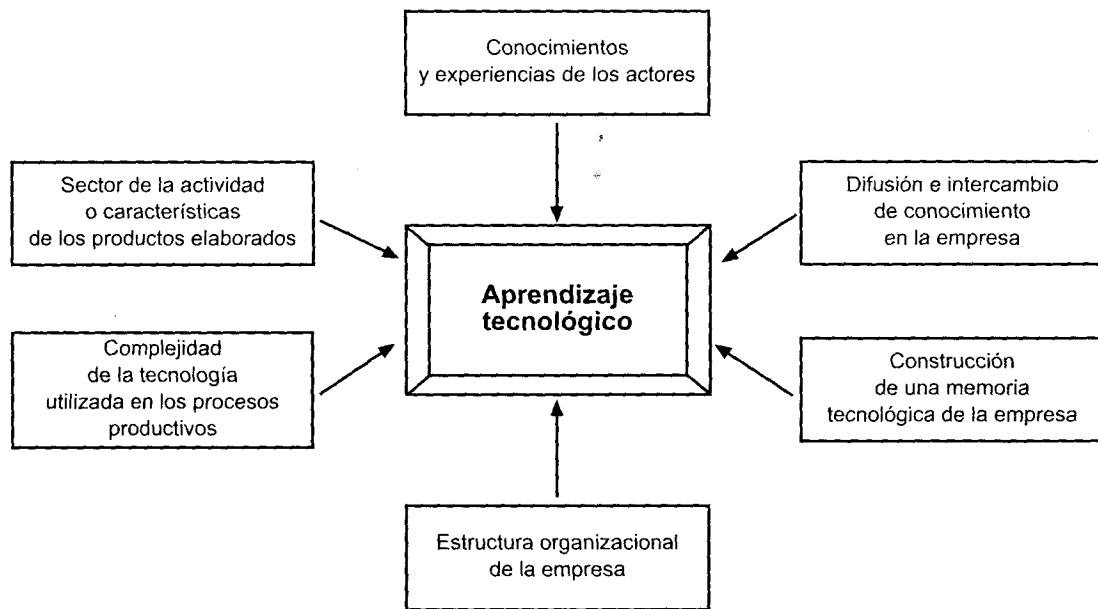 Conocimientos
y experiencias de los actores
Sector de la actividad
o características
de los productos elaborados
Difusión e intercambio
de conocimiento
en la empresa
Aprendizaje
tecnológico
Complejidad
de la tecnología
utilizada en los procesos
productivos
Construcción
de una memoria
tecnológica de la empresa
Estructura organizacional
de la empresa